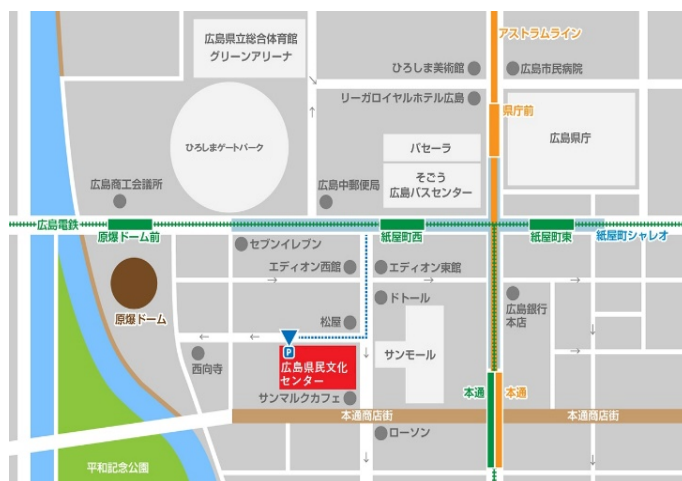 広島県立総合体育館
グリーンアリーナ
アストラムライン
ひろしま美術館
広島市民病院
リーガロイヤルホテル広島
県庁前
広島県庁
ひろしまゲートパーク
パセーラ
そごう
広島バスセンター
広島商工会議所
広島中郵便局
広島電鉄
原爆ドーム前
紙屋町西
紙屋町東
紙屋町シャレオ
セブンイレブン
エディオン西館
エディオン東館
原爆ドーム
ドトール
広島銀行
本店
松屋
サンモール
西向寺
P
広島県民文化
センター
サンマルクカフェ
本通
本通
本通商店街
本通商店街
ローソン
平和記念公園